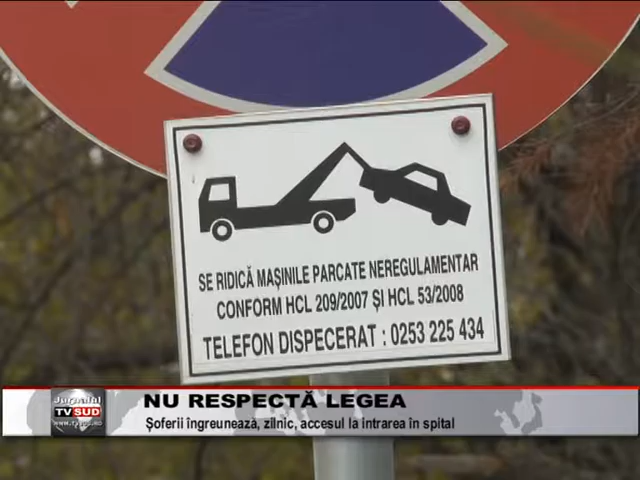 SE RIDICĂ MAȘINILE PARCATE NEREGULAMENTAR
CONFORM HCL 209/2007 ȘI HCL 53/2008
TELEFON DISPECERAT : 0253 225 434
Jurnalul
TV SUD
NU RESPECTĂ LEGEA
Șoferii îngreunează, zilnic, accesul la intrarea în spital